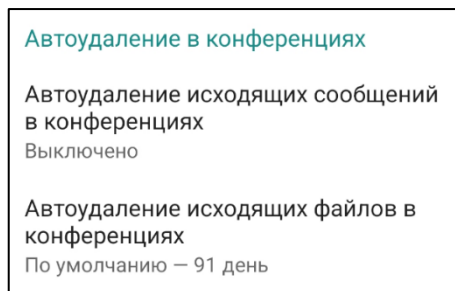 Автоудаление в конференциях
Автоудаление исходящих сообщений
в конференциях
Выключено
Автоудаление исходящих файлов в
конференциях
По умолчанию — 91 день